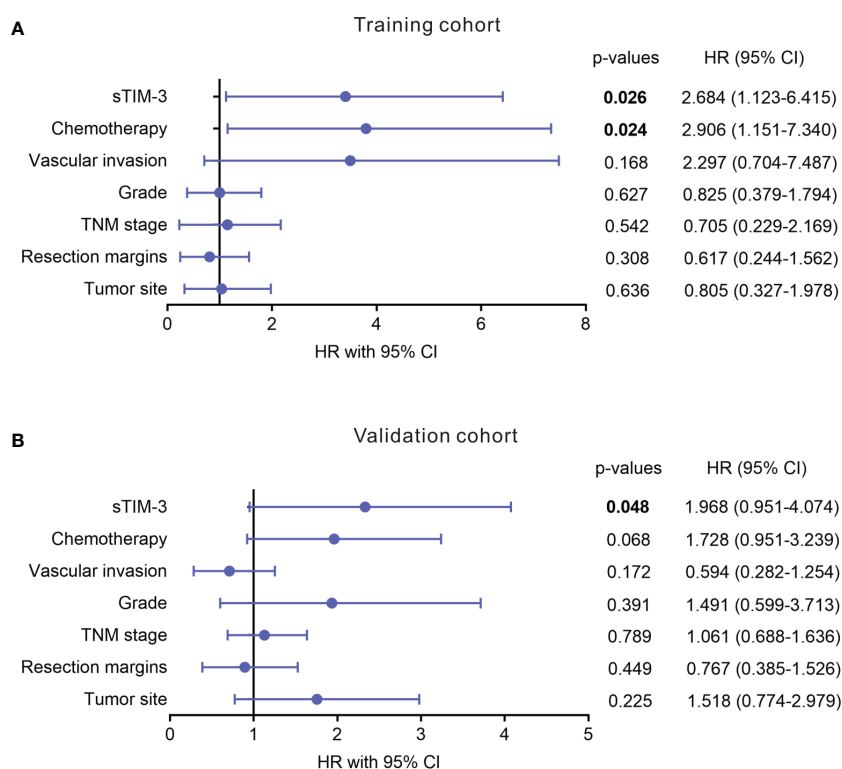 A
Training cohort
p-values HR (95% CI)
sTIM-3 0.026 2.684 (1.123-6.415)
Chemotherapy 0.024 2.906 (1.151-7.340)
Vascular invasion 0.168 2.297 (0.704-7.487)
Grade 0.627 0.825 (0.379-1.794)
TNM stage 0.542 0.705 (0.229-2.169)
Resection margins 0.308 0.617 (0.244-1.562)
Tumor site 0.636 0.805 (0.327-1.978)
0 2 4 6 8
HR with 95% CI
B
Validation cohort
p-values HR (95% CI)
sTIM-3 0.048 1.968 (0.951-4.074)
Chemotherapy 0.068 1.728 (0.951-3.239)
Vascular invasion 0.172 0.594 (0.282-1.254)
Grade 0.391 1.491 (0.599-3.713)
TNM stage 0.789 1.061 (0.688-1.636)
Resection margins 0.449 0.767 (0.385-1.526)
Tumor site 0.225 1.518 (0.774-2.979)
0 1 2 3 4 5
HR with 95% CI